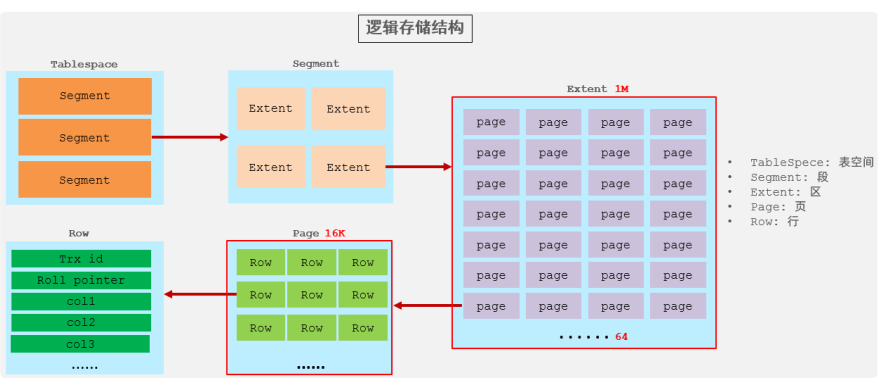 逻辑存储结构
Tablespace
Segment
Segment
Segment
Segment
Extent Extent
Extent Extent
Extent 1M
page page page page
page page page page
page page page page
page page page page
page page page page
page page page page
page page page page
······ 64
• TableSpece: 表空间
• Segment: 段
• Extent: 区
• Page: 页
• Row: 行
Row
Trx id
Roll pointer
col1
col2
col3
······
Page 16K
Row Row Row
Row Row Row
Row Row Row
······